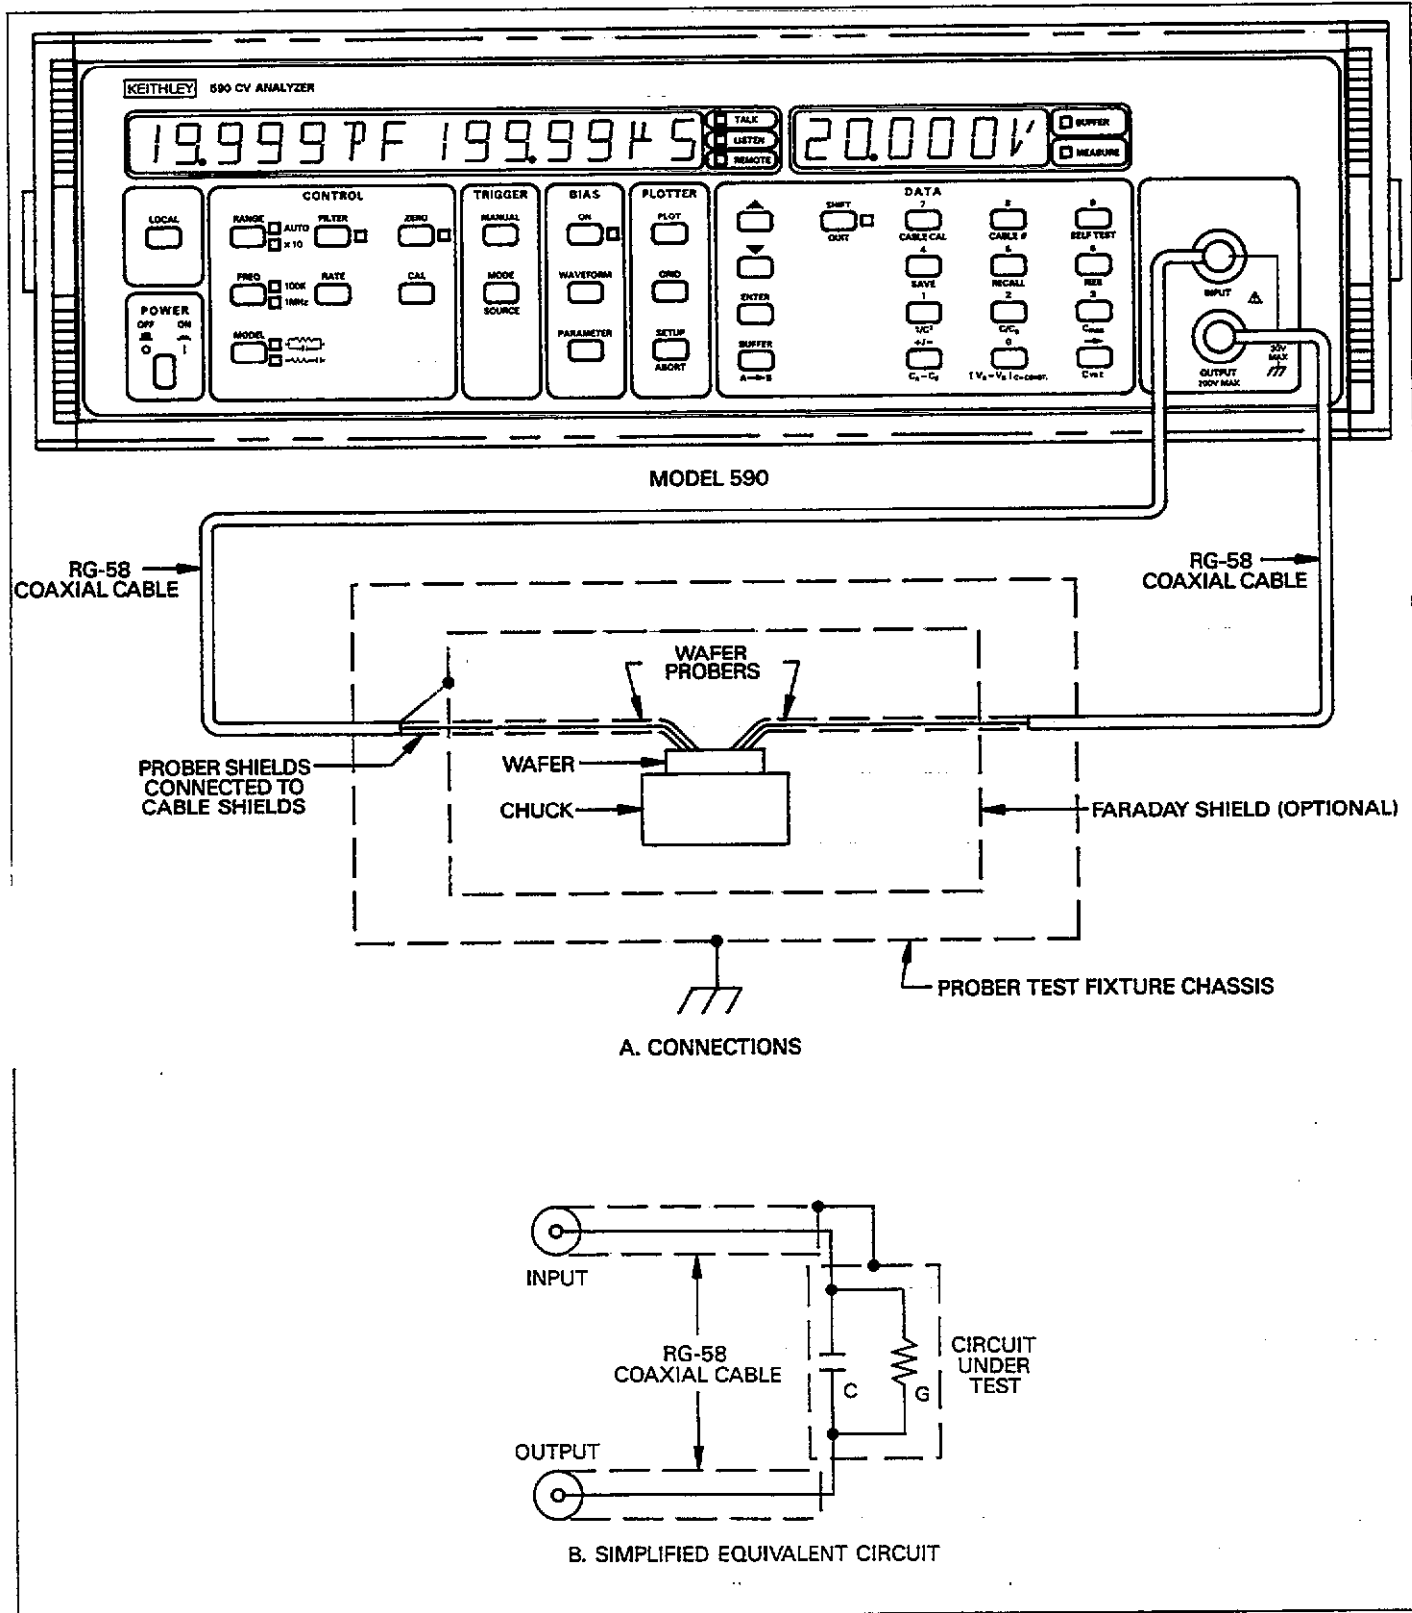 KEITHLEY 590 CV ANALYZER
19.999PF 199.99µS
TALK
LISTEN
REMOTE
20.000V
BUFFER
MEASURE
LOCAL
POWER
OFF ON
CONTROL
RANGE
AUTO
X 10
FILTER
ZERO
FREQ
100K
1MHz
RATE
CAL
MODEL
TRIGGER
MANUAL
MODE
SOURCE
BIAS
ON
WAVEFORM
PARAMETER
PLOTTER
PLOT
GRID
SETUP
ABORT
DATA
SHIFT
QUIT
ENTER
BUFFER
A B
7
CABLE CAL
8
CABLE #
9
SELF TEST
4
SAVE
5
RECALL
6
1
1/C²
2
C/C₀
3
Cmax
+/−
0
C vs t
INPUT
OUTPUT
200V MAX
30V
MAX
MODEL 590
RG-58
COAXIAL CABLE
RG-58
COAXIAL CABLE
WAFER
PROBERS
PROBER SHIELDS
CONNECTED TO
CABLE SHIELDS
WAFER
CHUCK
FARADAY SHIELD (OPTIONAL)
PROBER TEST FIXTURE CHASSIS
A. CONNECTIONS
INPUT
RG-58
COAXIAL CABLE
C
G
CIRCUIT
UNDER
TEST
OUTPUT
B. SIMPLIFIED EQUIVALENT CIRCUIT